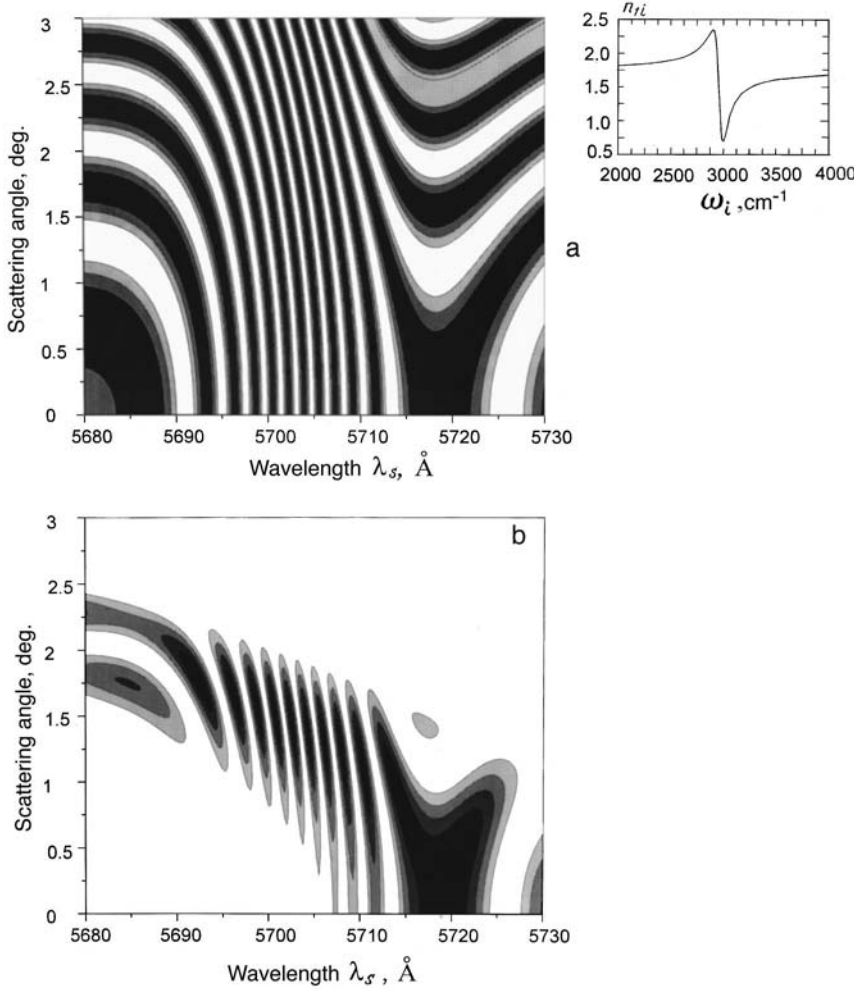 3
2.5
2
1.5
1
0.5
0
Scattering angle, deg.
5680 5690 5700 5710 5720 5730
Wavelength λs, Å
n1i
2.5
2.0
1.5
1.0
0.5
2000 2500 3000 3500 4000
ωi ,cm-1
a
b
3
2.5
2
1.5
1
0.5
0
Scattering angle, deg.
5680 5690 5700 5710 5720 5730
Wavelength λs , Å